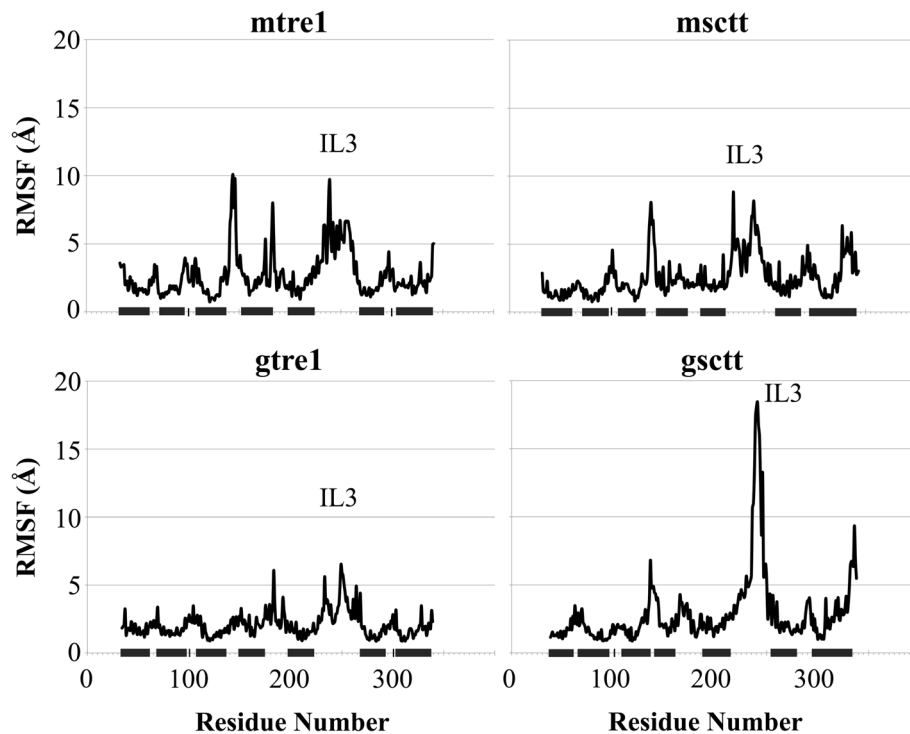 mtre1 msctt
20
15
IL3
IL3
RMSF (Å)
10
5
0
gtre1 gsctt
20
IL3
15
IL3
RMSF (Å)
10
5
0
0 100 200 300 0 100 200 300
Residue Number Residue Number